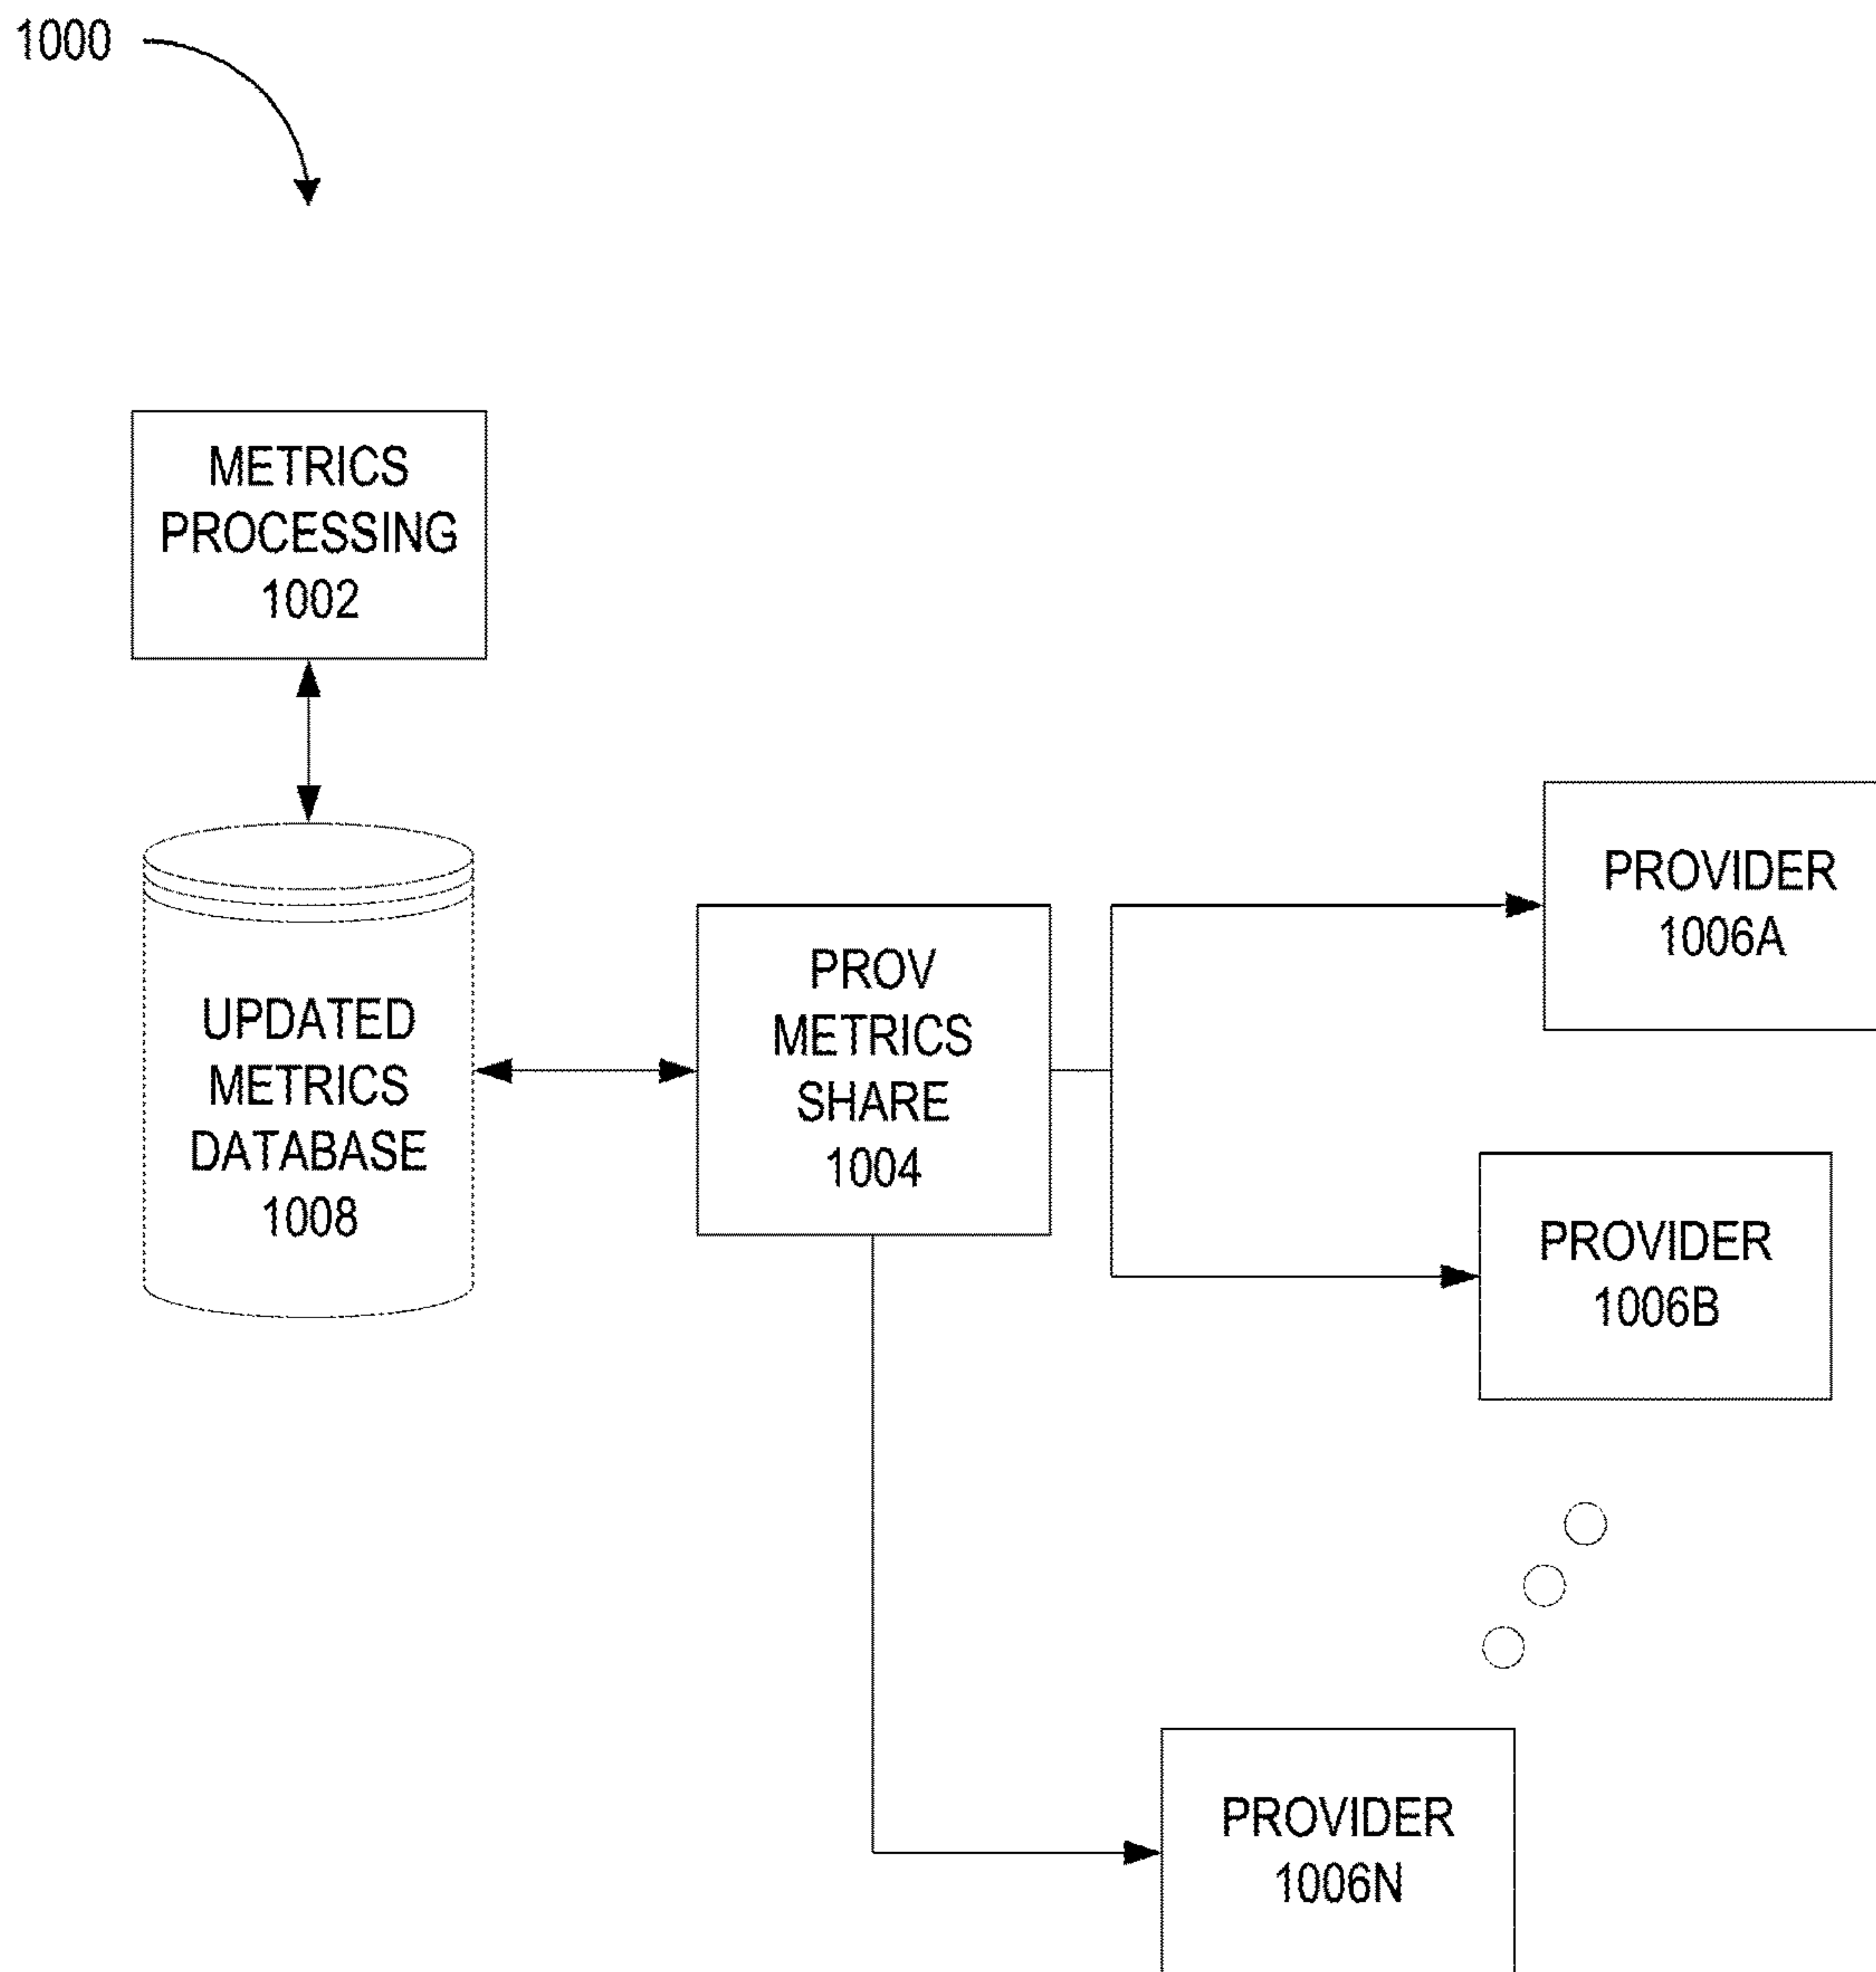 1000
METRICS
PROCESSING
1002
UPDATED
METRICS
DATABASE
1008
PROV
METRICS
SHARE
1004
PROVIDER
1006A
PROVIDER
1006B
PROVIDER
1006N